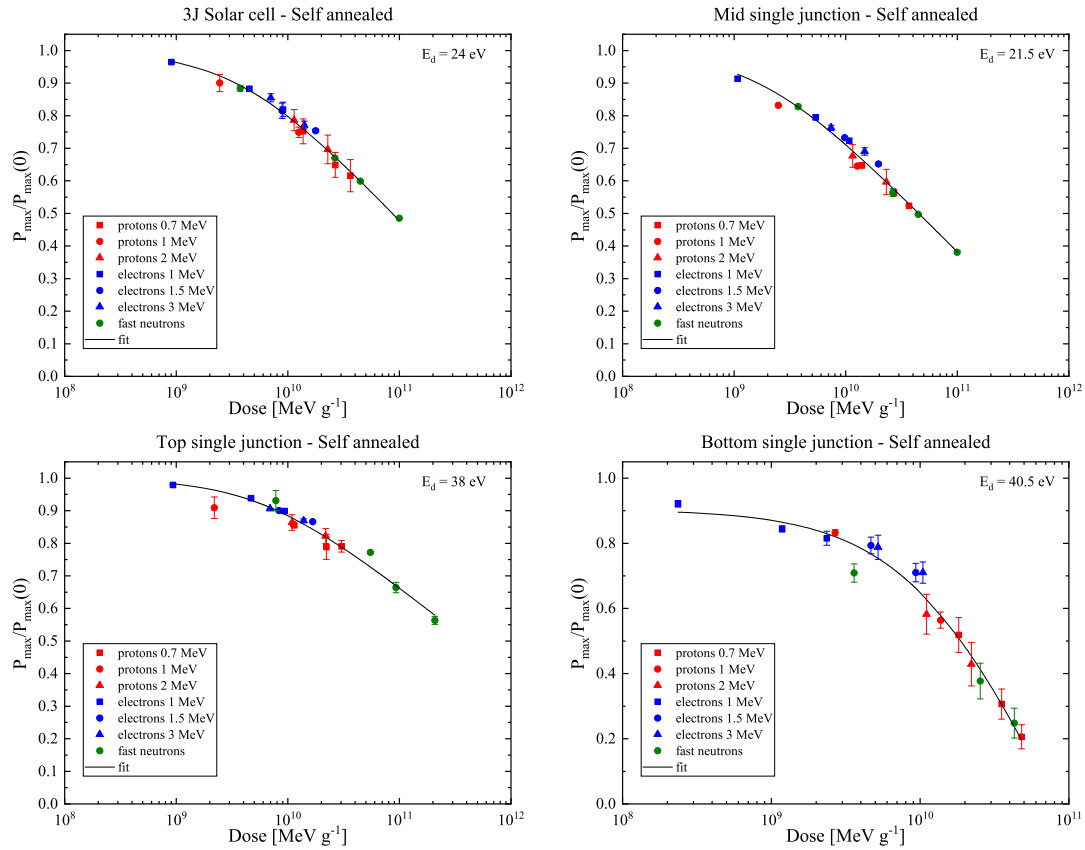 3J Solar cell - Self annealed
E_d = 24 eV
P_max/P_max(0)
1.0
0.9
0.8
0.7
0.6
0.5
0.4
0.3
0.2
0.1
0.0
protons 0.7 MeV
protons 1 MeV
protons 2 MeV
electrons 1 MeV
electrons 1.5 MeV
electrons 3 MeV
fast neutrons
fit
10^8 10^9 10^10 10^11 10^12
Dose [MeV g^-1]
Mid single junction - Self annealed
E_d = 21.5 eV
P_max/P_max(0)
1.0
0.9
0.8
0.7
0.6
0.5
0.4
0.3
0.2
0.1
0.0
protons 0.7 MeV
protons 1 MeV
protons 2 MeV
electrons 1 MeV
electrons 1.5 MeV
electrons 3 MeV
fast neutrons
fit
10^8 10^9 10^10 10^11 10^12
Dose [MeV g^-1]
Top single junction - Self annealed
E_d = 38 eV
P_max/P_max(0)
1.0
0.9
0.8
0.7
0.6
0.5
0.4
0.3
0.2
0.1
0.0
protons 0.7 MeV
protons 1 MeV
protons 2 MeV
electrons 1 MeV
electrons 1.5 MeV
electrons 3 MeV
fast neutrons
fit
10^8 10^9 10^10 10^11 10^12
Dose [MeV g^-1]
Bottom single junction - Self annealed
E_d = 40.5 eV
P_max/P_max(0)
1.0
0.9
0.8
0.7
0.6
0.5
0.4
0.3
0.2
0.1
0.0
protons 0.7 MeV
protons 1 MeV
protons 2 MeV
electrons 1 MeV
electrons 1.5 MeV
electrons 3 MeV
fast neutrons
fit
10^8 10^9 10^10 10^11
Dose [MeV g^-1]